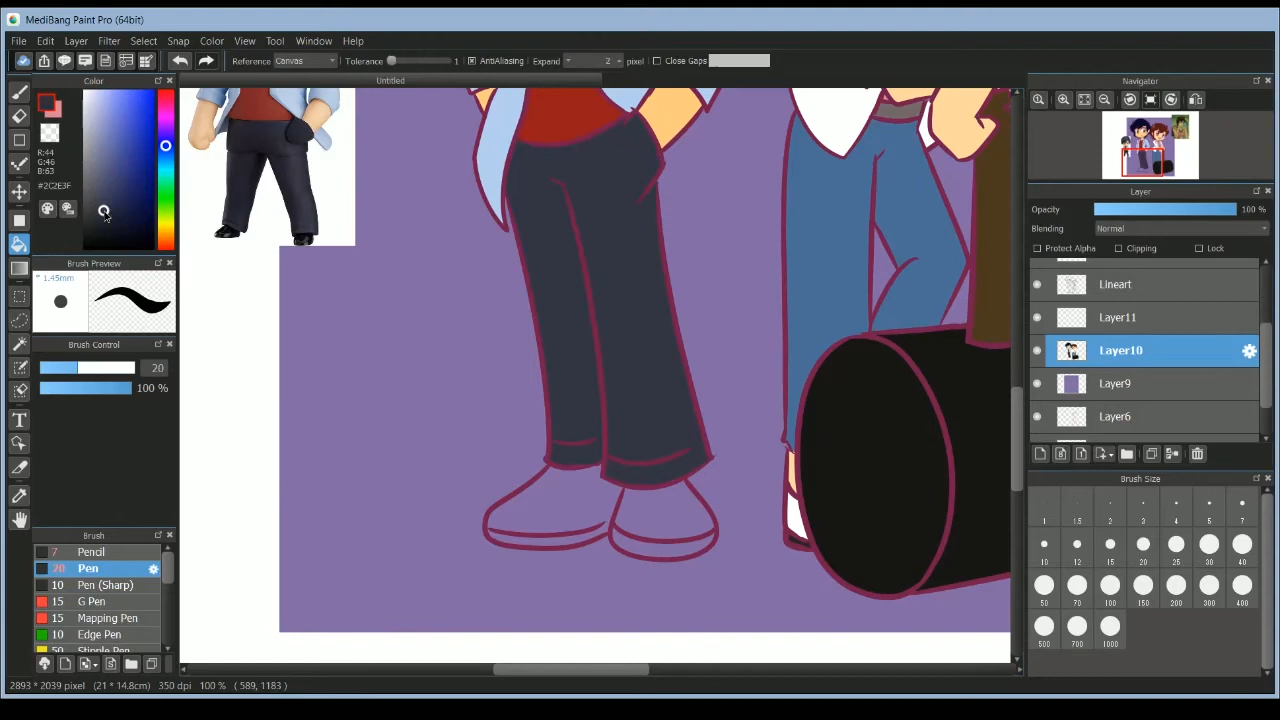 MediBang Paint Pro (64bit)
File Edit Layer Filter Select Snap Color View Tool Window Help
Reference Canvas Tolerance 1 AntiAliasing Expand 2 pixel Close Gaps
Color Untitled Navigator
R:44
G:46
B:63
#2C2E3F
Layer
Opacity 100 %
Blending Normal
Protect Alpha Clipping Lock
Brush Preview
1.45mm
Lineart
Layer11
Brush Control
Layer10
20
100 %
Layer9
Layer6
Brush Size
1 1.5 2 3 4 5 7
10 12 15 20 25 30 40
50 70 100 150 200 300 400
500 700 1000
Brush
7 Pencil
20 Pen
10 Pen (Sharp)
15 G Pen
15 Mapping Pen
10 Edge Pen
50 Stipple Pen
2893 * 2039 pixel (21 * 14.8cm) 350 dpi 100 % ( 589, 1183 )